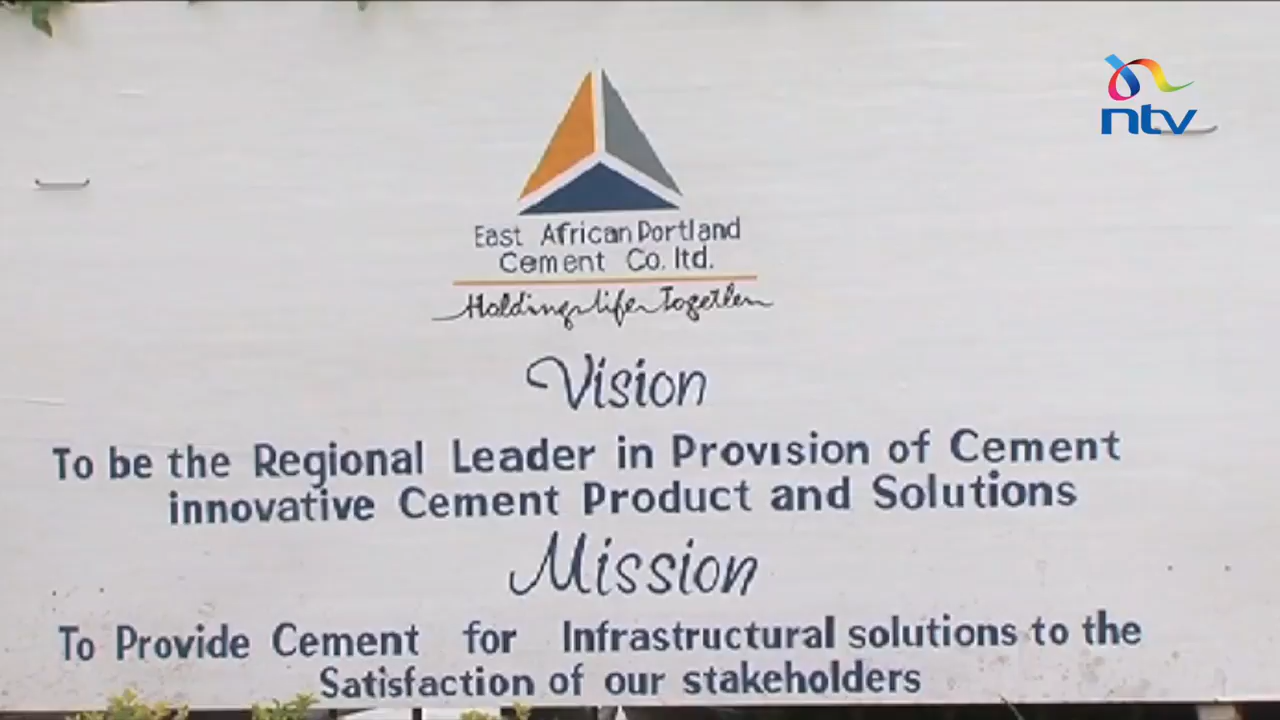 ntv
East African Portland
Cement Co. ltd.
Holding life Together
Vision
To be the Regional Leader in Provision of Cement
innovative Cement Product and Solutions
Mission
To Provide Cement for Infrastructural solutions to the
Satisfaction of our stakeholders